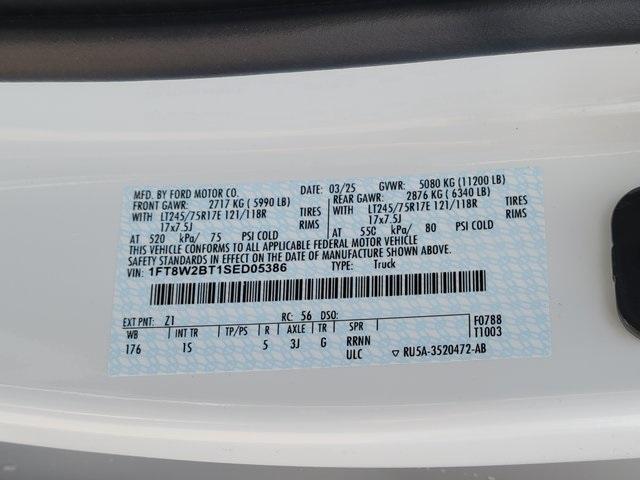 MFD. BY FORD MOTOR CO. DATE: 03/25 GVWR: 5080 KG (11200 LB)
FRONT GAWR: 2717 KG ( 5990 LB) REAR GAWR: 2876 KG ( 6340 LB)
WITH LT245/75R17E 121/118R TIRES WITH LT245/75R17E 121/118R TIRES
17x7.5J RIMS 17x7.5J RIMS
AT 520 kPa/ 75 PSI COLD AT 550 kPa/ 80 PSI COLD
THIS VEHICLE CONFORMS TO ALL APPLICABLE FEDERAL MOTOR VEHICLE
SAFETY STANDARDS IN EFFECT ON THE DATE OF MANUFACTURE SHOWN ABOVE
VIN: 1FT8W2BT1SED05386 TYPE: Truck
EXT PNT: Z1 RC: 56 DSO: F0788
WB INT TR TP/PS R AXLE TR SPR T1003
176 1S 5 3J G RRNN
ULC ▽ RU5A-3520472-AB